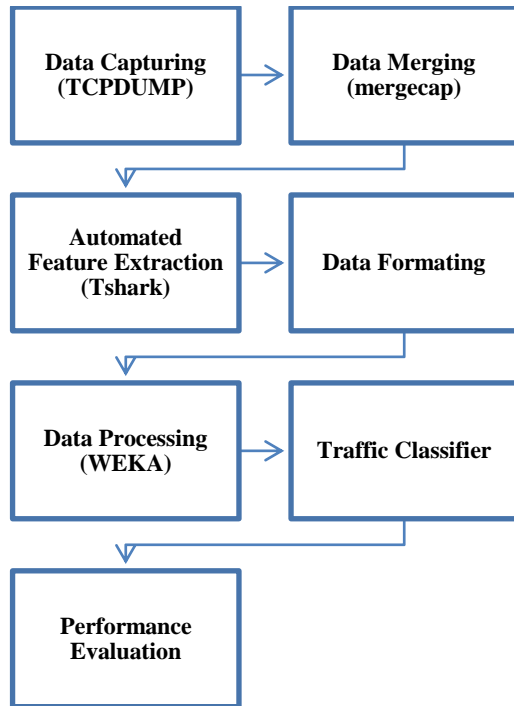 Data Capturing
(TCPDUMP)
Data Merging
(mergecap)
Automated
Feature Extraction
(Tshark)
Data Formating
Data Processing
(WEKA)
Traffic Classifier
Performance
Evaluation